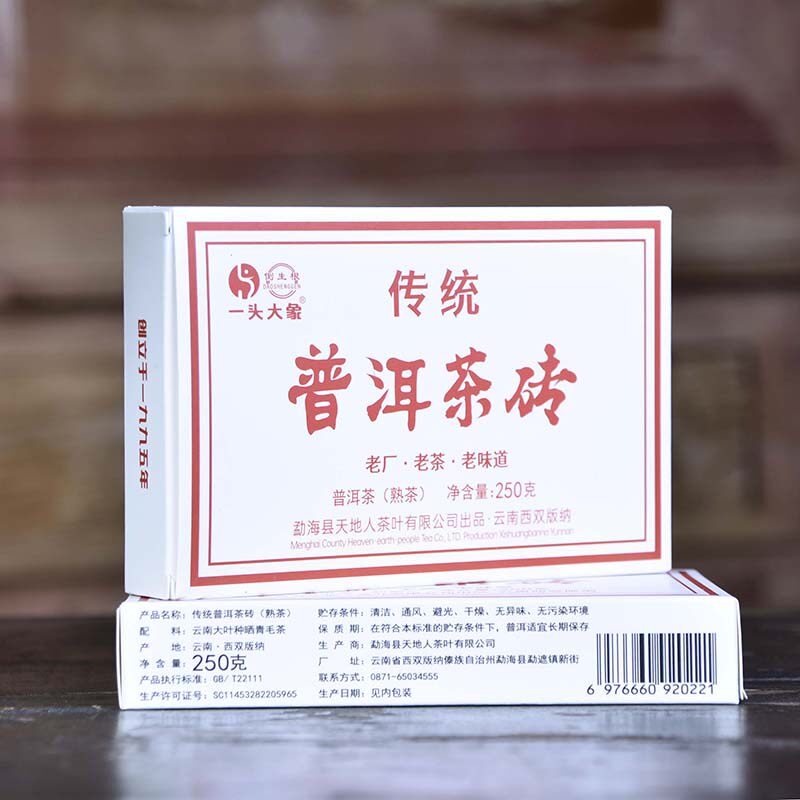 创立于一九九五年
倒生根
DAOSHENGGEN
一头大象®
传统
普洱茶砖
老厂·老茶·老味道
普洱茶（熟茶） 净含量:250克
勐海县天地人茶叶有限公司出品·云南西双版纳
Menghai County Heaven-earth-people Tea Co., LTD. Production Xishuangbanna Yunnan
产品名称：传统普洱茶砖（熟茶）
配 料：云南大叶种晒青毛茶
产 地：云南·西双版纳
净 含 量：250克
产品执行标准：GB/T22111
生产许可证号：SC11453282205965
贮存条件：清洁、通风、避光、干燥、无异味、无污染环境
保 质 期：在符合本标准的贮存条件下，普洱适宜长期保存
生 产 商：勐海县天地人茶叶有限公司
厂 址：云南省西双版纳傣族自治州勐海县勐遮镇新街
联系方式：0871-65034555
生产日期：见内包装
6 976660 920221